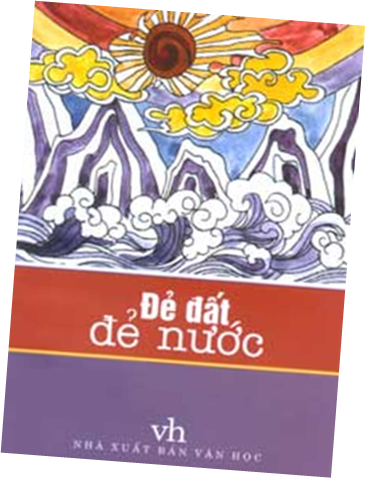 Đẻ đất
đẻ nước
vh
NHÀ XUẤT BẢN VĂN HỌC